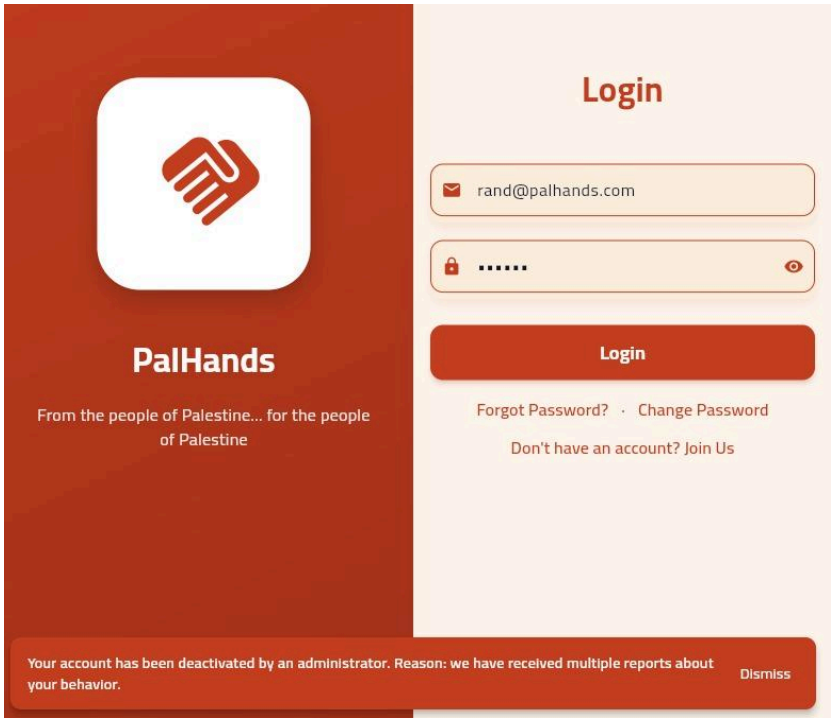 PalHands
From the people of Palestine... for the people
of Palestine
Login
rand@palhands.com
Login
Forgot Password? · Change Password
Don't have an account? Join Us
Your account has been deactivated by an administrator. Reason: we have received multiple reports about
your behavior.
Dismiss